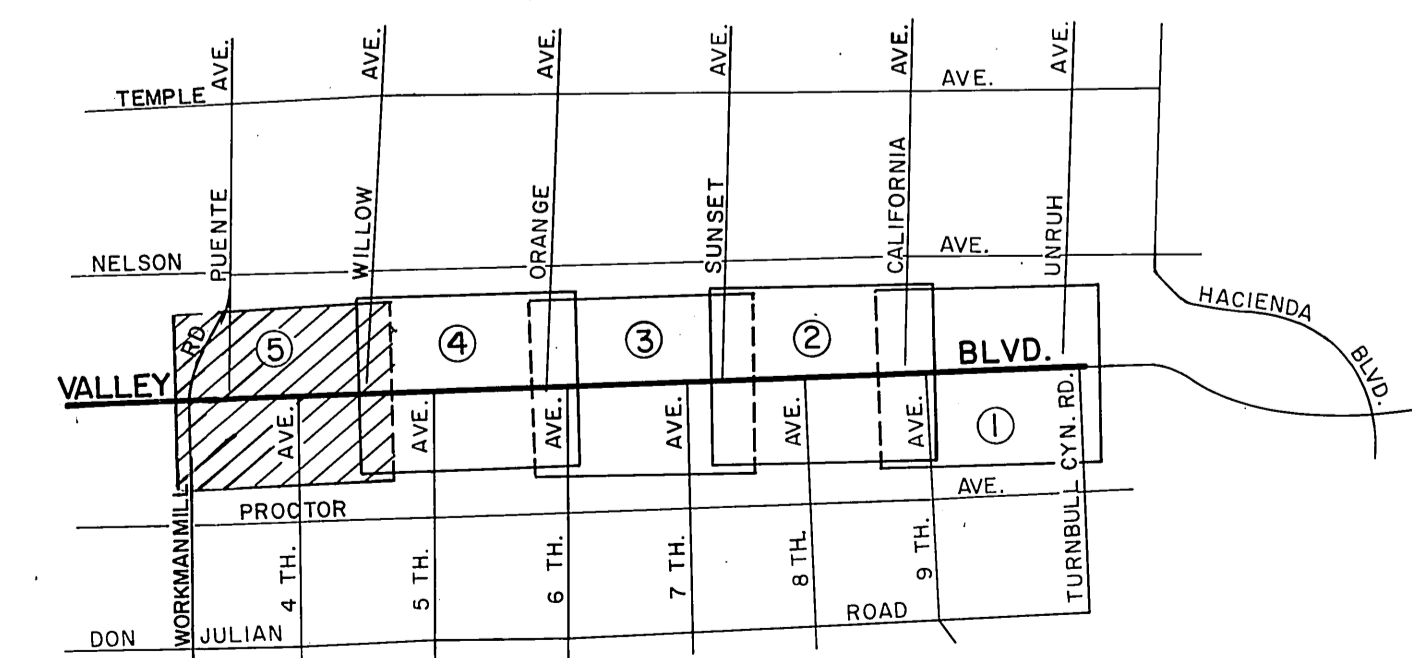 PUENTE AVE.
WILLOW AVE.
ORANGE AVE.
SUNSET AVE.
CALIFORNIA AVE.
UNRUH AVE.
TEMPLE AVE.
NELSON AVE.
HACIENDA BLVD.
RD
5
4
3
2
1
VALLEY BLVD.
4 TH. AVE.
5 TH. AVE.
6 TH. AVE.
7 TH. AVE.
8 TH. AVE.
9 TH. AVE.
TURNBULL CYN. RD.
WORKMANMILL
PROCTOR AVE.
DON JULIAN ROAD